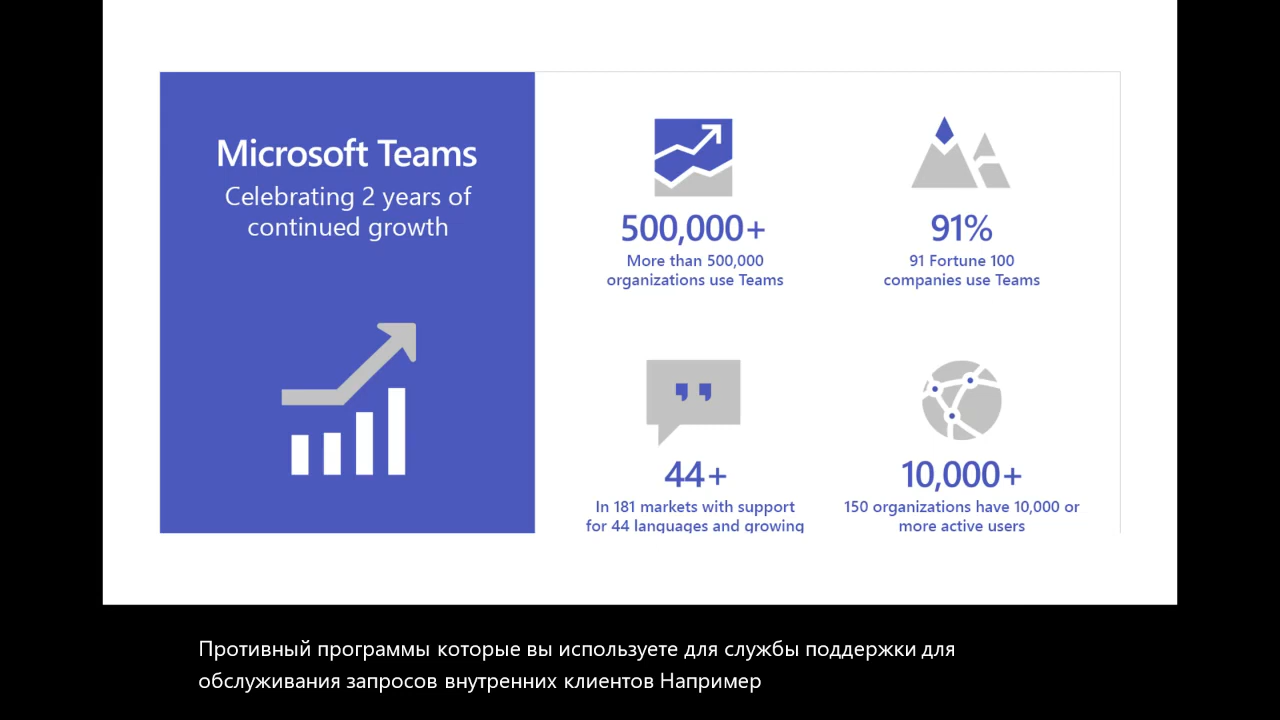 Microsoft Teams
Celebrating 2 years of
continued growth
500,000+
More than 500,000
organizations use Teams
91%
91 Fortune 100
companies use Teams
44+
In 181 markets with support
for 44 languages and growing
10,000+
150 organizations have 10,000 or
more active users
Противный программы которые вы используете для службы поддержки для
обслуживания запросов внутренних клиентов Например